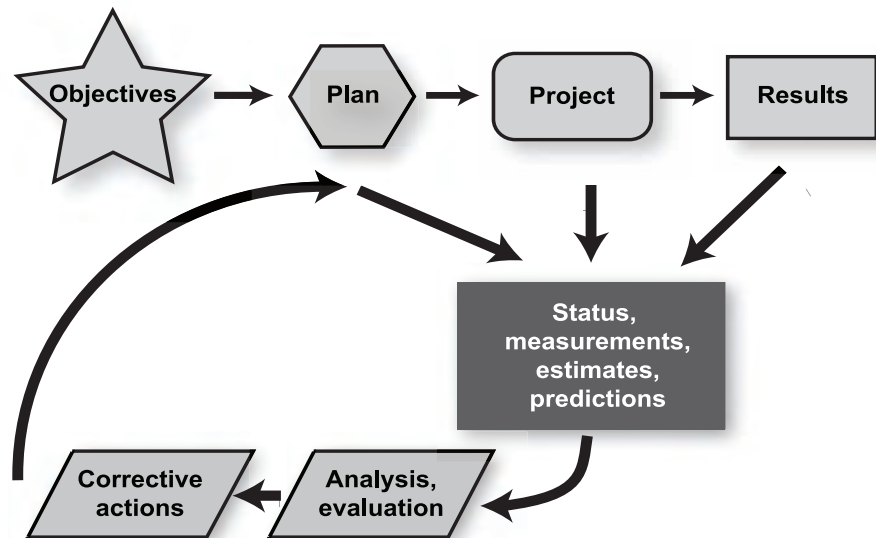 Objectives
Plan
Project
Results
Status,
measurements,
estimates,
predictions
Corrective
actions
Analysis,
evaluation